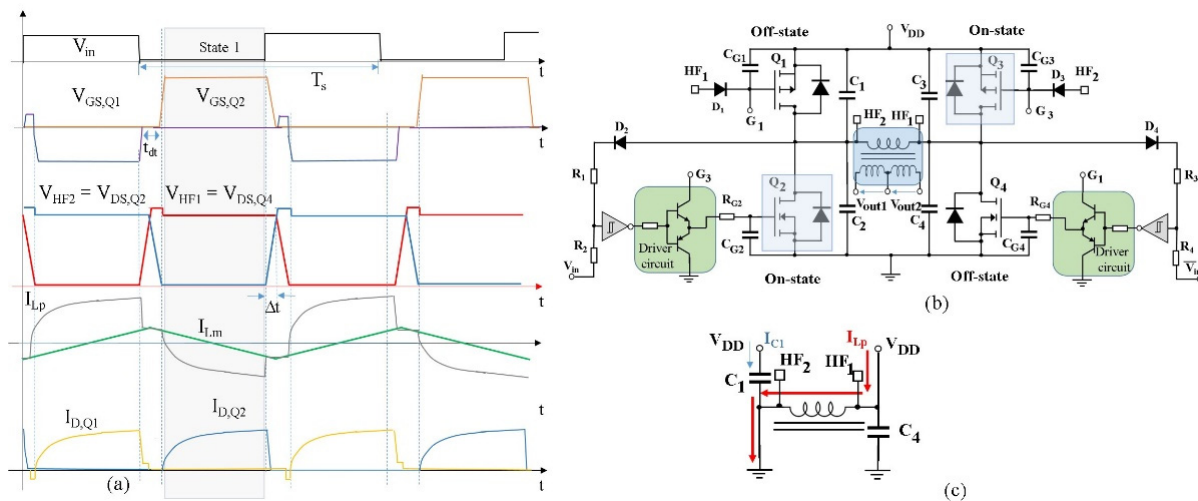 V_in
State 1
t
T_s
V_GS,Q1
V_GS,Q2
t
t_dt
V_HF2 = V_DS,Q2
V_HF1 = V_DS,Q4
t
I_Lp
Δt
I_Lm
t
I_D,Q1
I_D,Q2
t
(a)
Off-state
V_DD
On-state
C_G1
Q_1
Q_3
C_G3
HF_1
D_1
G_1
C_1
C_3
D_3
HF_2
G_3
HF_2
HF_1
D_2
D_4
R_1
G_3
Q_2
V_out1
V_out2
Q_4
G_1
R_3
R_G2
R_G4
C_2
C_4
R_2
Driver circuit
C_G2
C_G4
Driver circuit
R_4
V_in
V̅_in
On-state
Off-state
(b)
V_DD
I_C1
I_Lp
V_DD
HF_2
HF_1
C_1
C_4
(c)